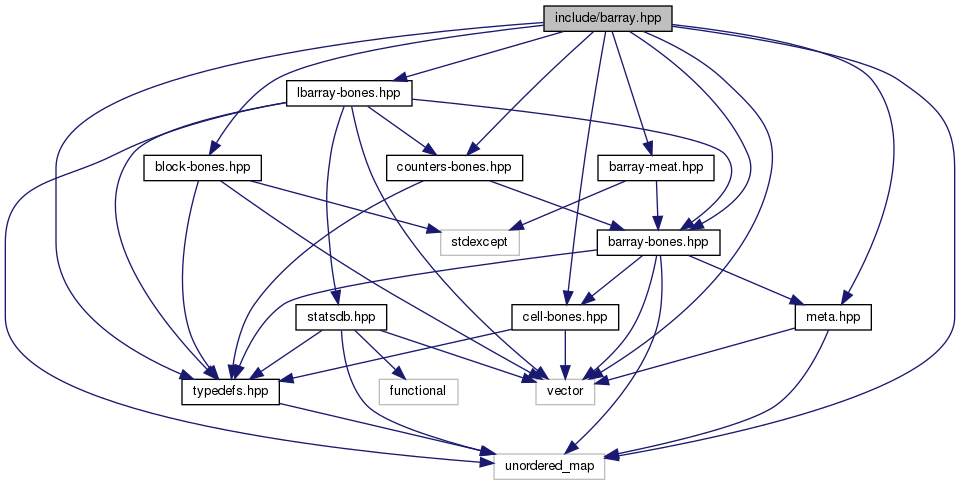 include/barray.hpp
lbarray-bones.hpp
block-bones.hpp
counters-bones.hpp
barray-meat.hpp
stdexcept
barray-bones.hpp
statsdb.hpp
cell-bones.hpp
meta.hpp
typedefs.hpp
functional
vector
unordered_map